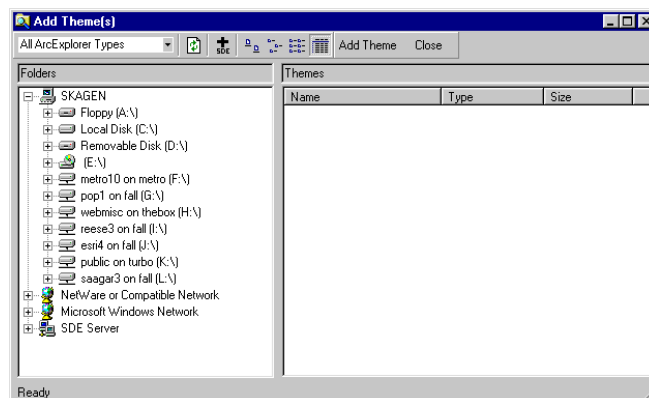 Add Theme(s)
All ArcExplorer Types SDE Add Theme Close
Folders Themes
Name Type Size
SKAGEN
Floppy (A:\)
Local Disk (C:\)
Removable Disk (D:\)
(E:\)
metro10 on metro (F:\)
pop1 on fall (G:\)
webmisc on thebox (H:\)
reese3 on fall (I:\)
esri4 on fall (J:\)
public on turbo (K:\)
saagar3 on fall (L:\)
NetWare or Compatible Network
Microsoft Windows Network
SDE Server
Ready